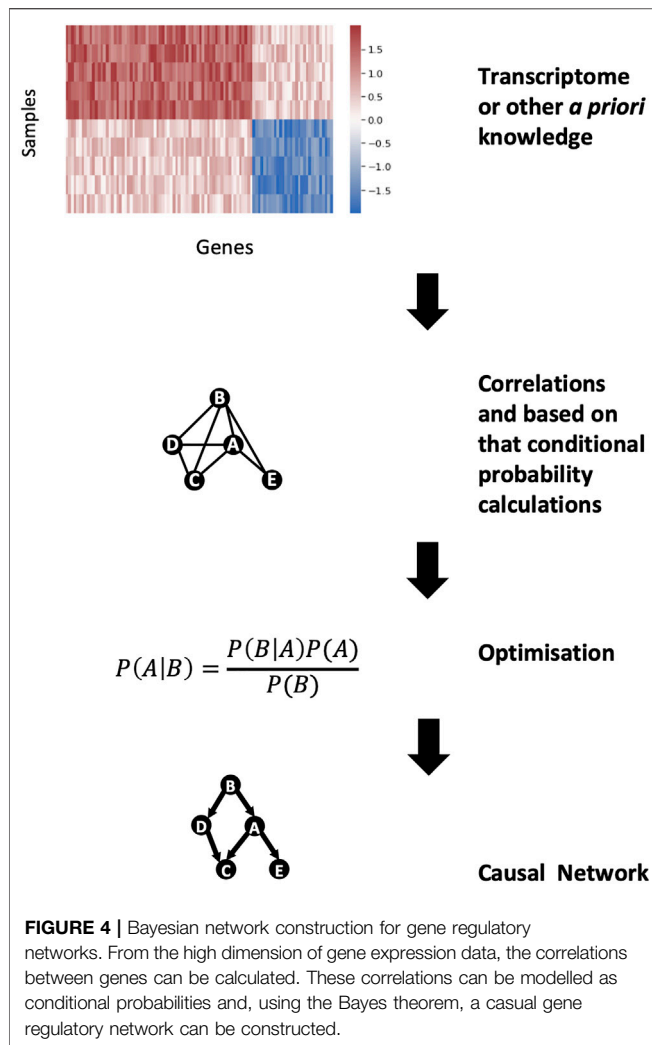 Samples
1.5
1.0
0.5
0.0
−0.5
−1.0
−1.5
Genes
Transcriptome
or other a priori
knowledge
B
D
A
C
E
Correlations
and based on
that conditional
probability
calculations
P(A|B) = P(B|A)P(A) / P(B)
Optimisation
B
D
A
C
E
Causal Network
FIGURE 4 | Bayesian network construction for gene regulatory
networks. From the high dimension of gene expression data, the correlations
between genes can be calculated. These correlations can be modelled as
conditional probabilities and, using the Bayes theorem, a casual gene
regulatory network can be constructed.